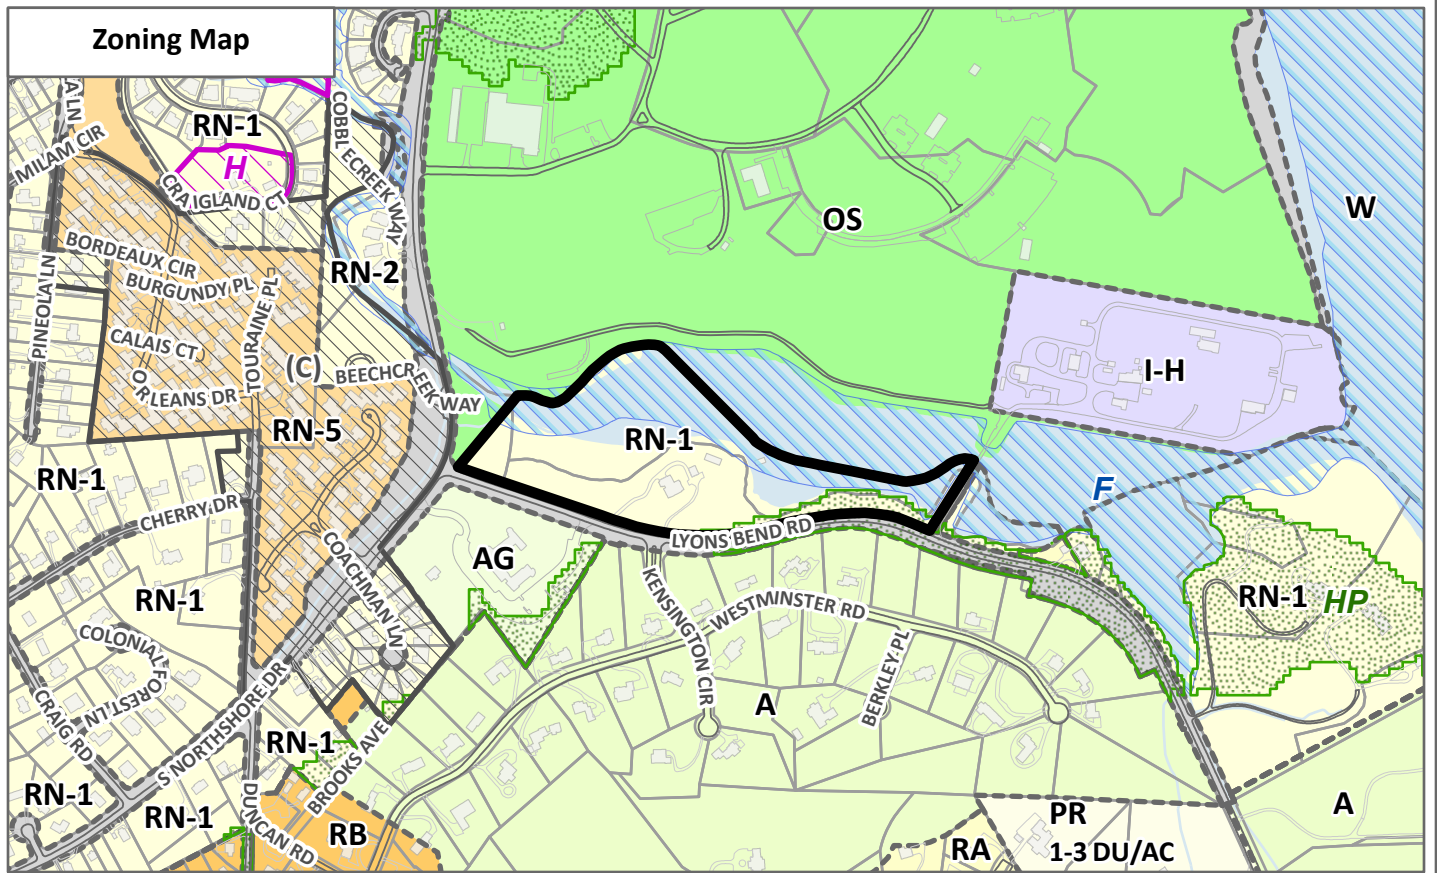 Zoning Map
A LN
MILAM CIR
RN-1
H
CRAIGLAND CT
COBBLECREEK WAY
OS
W
BORDEAUX CIR
BURGUNDY PL
RN-2
PINEOLA LN
CALAIS CT
TOURAINE PL
(C)
ORLEANS DR
BEECHCREEK WAY
I-H
RN-5
RN-1
RN-1
CHERRY DR
F
LYONS BEND RD
AG
COACHMAN LN
KENSINGTON CIR
WESTMINSTER RD
RN-1
RN-1
HP
COLONIAL FOREST LN
BERKLEY PL
CRAIG RD
S NORTHSHORE DR
A
RN-1
BROOKS AVE
RN-1
RN-1
DUNCAN RD
RB
PR
1-3 DU/AC
RA
A